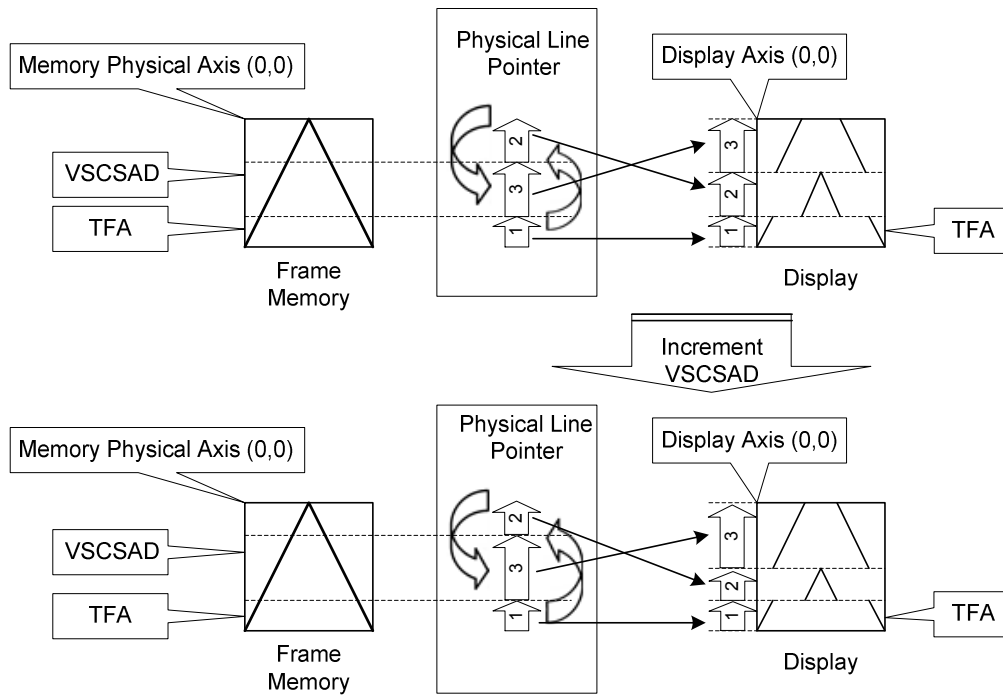 Physical Line
Pointer
Memory Physical Axis (0,0)
Display Axis (0,0)
VSCSAD
TFA
2
3
1
3
2
1
TFA
Frame
Memory
Display
Increment
VSCSAD
Physical Line
Pointer
Memory Physical Axis (0,0)
Display Axis (0,0)
VSCSAD
TFA
2
3
1
3
2
1
TFA
Frame
Memory
Display